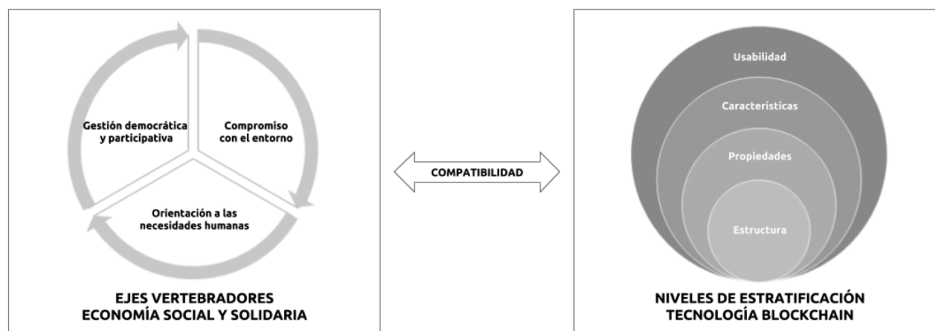 Gestión democrática
y participativa
Compromiso
con el entorno
Orientación a las
necesidades humanas
EJES VERTEBRADORES
ECONOMÍA SOCIAL Y SOLIDARIA
COMPATIBILIDAD
Usabilidad
Características
Propiedades
Estructura
NIVELES DE ESTRATIFICACIÓN
TECNOLOGÍA BLOCKCHAIN